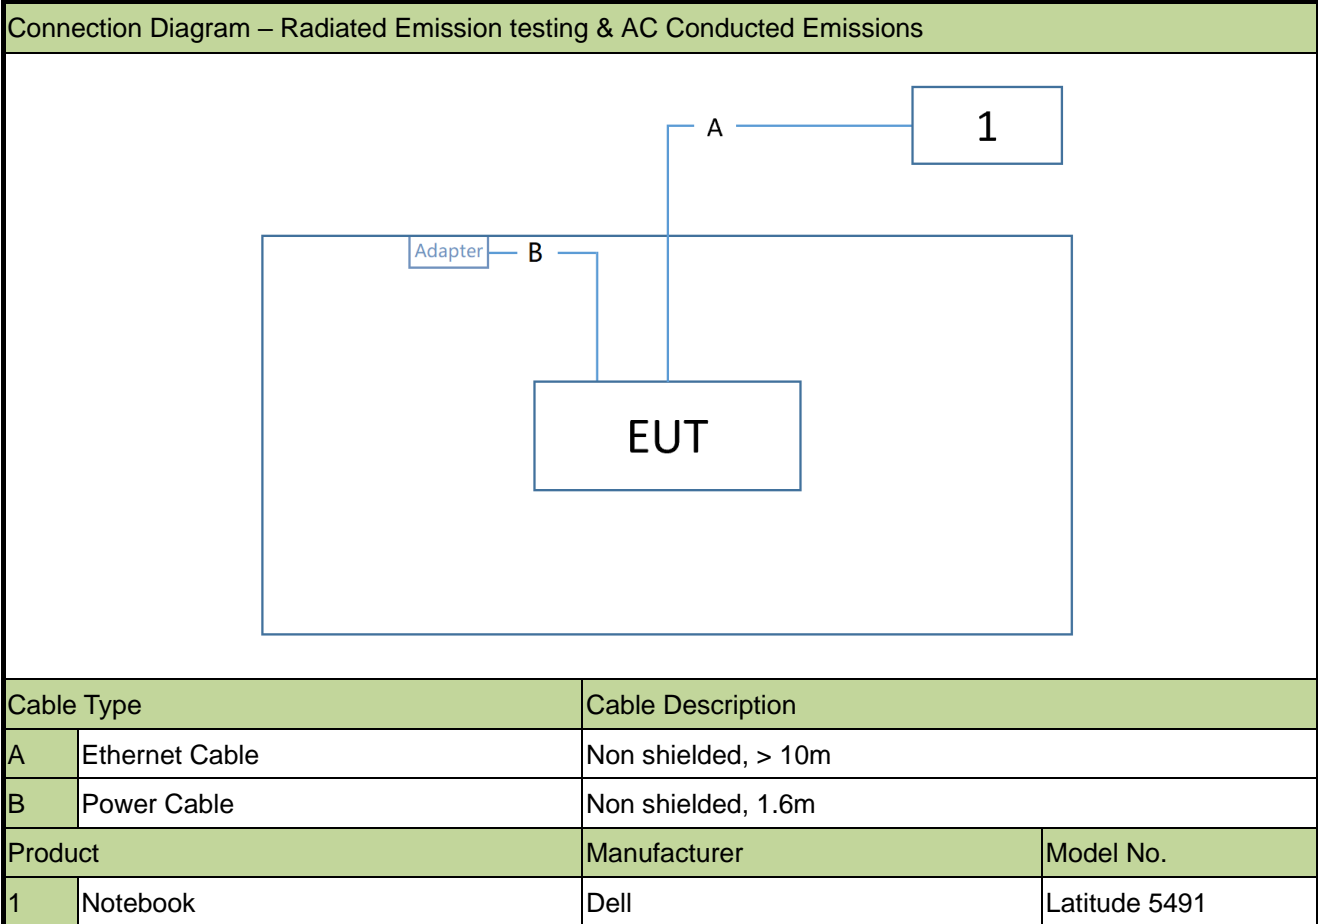 Connection Diagram – Radiated Emission testing & AC Conducted Emissions
A
1
Adapter
B
EUT
Cable Type Cable Description
A Ethernet Cable Non shielded, > 10m
B Power Cable Non shielded, 1.6m
Product Manufacturer Model No.
1 Notebook Dell Latitude 5491